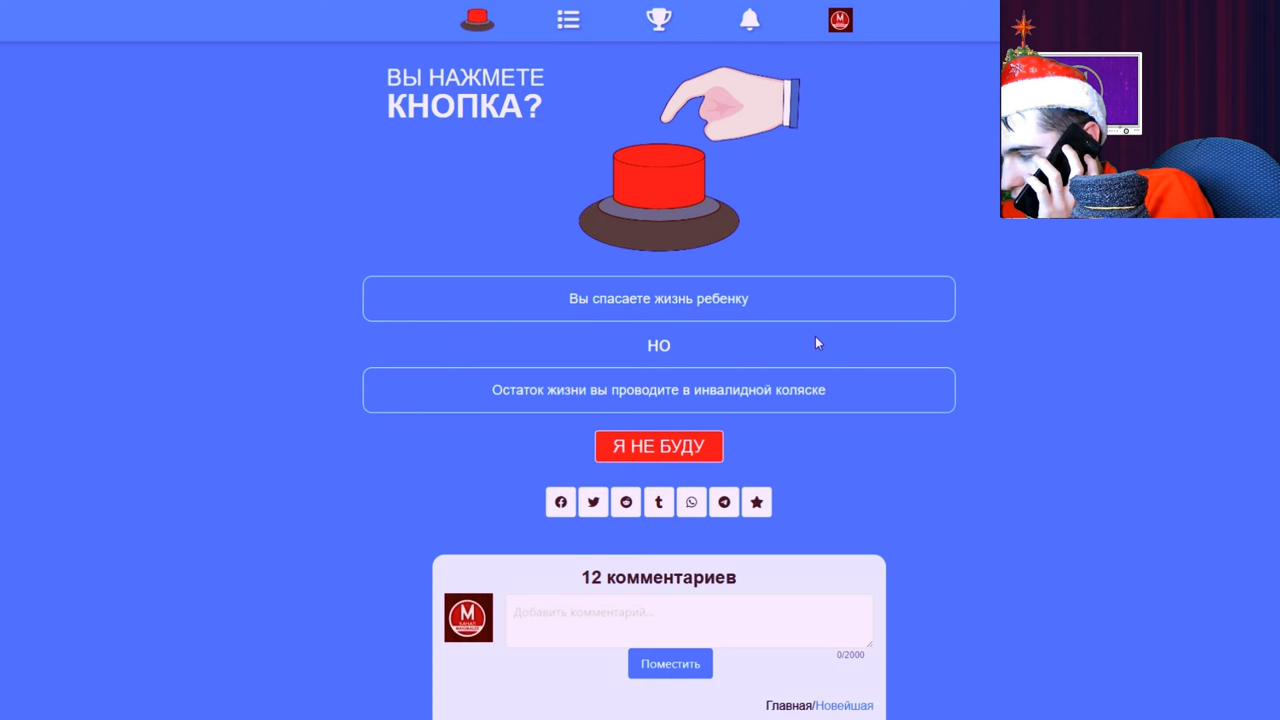 ВЫ НАЖМЕТЕ
КНОПКА?
Вы спасаете жизнь ребенку
НО
Остаток жизни вы проводите в инвалидной коляске
Я НЕ БУДУ
12 комментариев
Добавить комментарий...
M
0/2000
Поместить
Главная/Новейшая